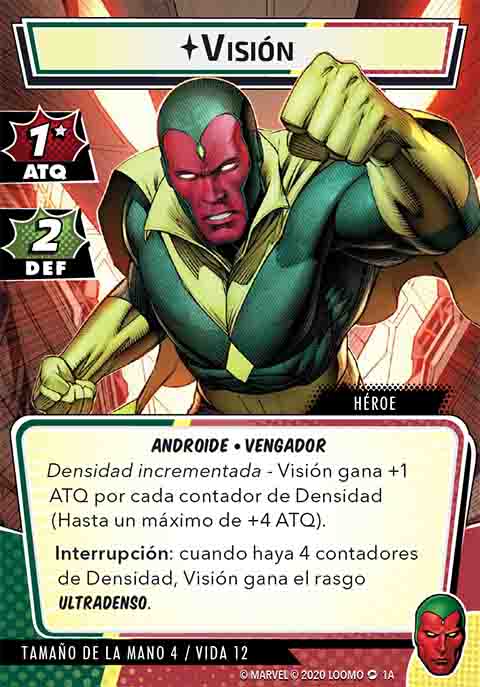 Visión
1★
ATQ
2
DEF
HÉROE
ANDROIDE • VENGADOR
Densidad incrementada - Visión gana +1
ATQ por cada contador de Densidad
(Hasta un máximo de +4 ATQ).
Interrupción: cuando haya 4 contadores
de Densidad, Visión gana el rasgo
ULTRADENSO.
TAMAÑO DE LA MANO 4 / VIDA 12
© MARVEL © 2020 LOOMO 1A